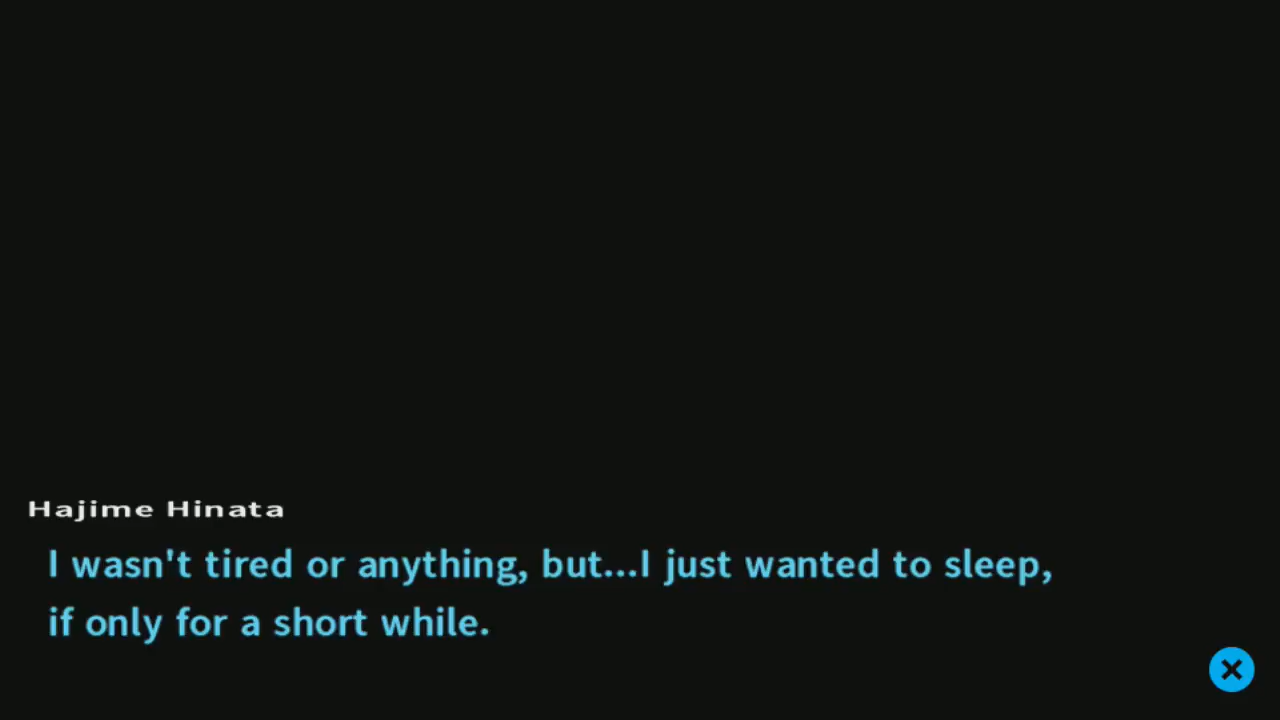 Hajime Hinata
I wasn't tired or anything, but...I just wanted to sleep,
if only for a short while.